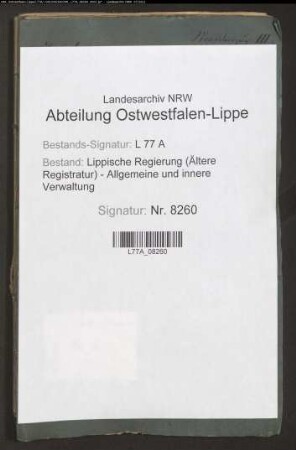 Landesarchiv NRW
Abteilung Ostwestfalen-Lippe
Bestands-Signatur: L 77 A
Bestand: Lippische Regierung (Ältere
Registratur) - Allgemeine und innere
Verwaltung
Signatur: Nr. 8260
L77A_08260